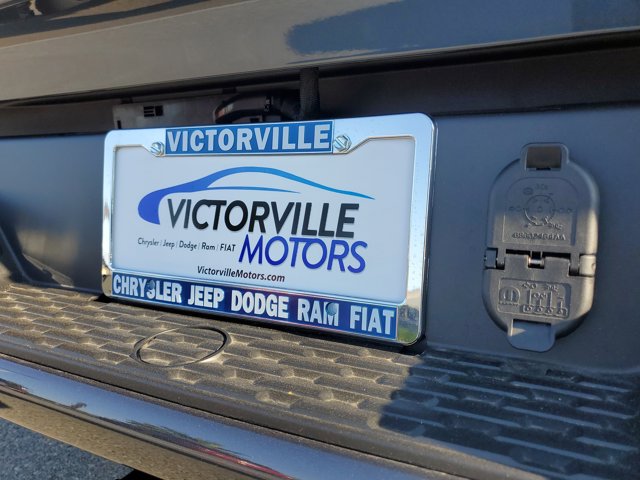 VICTORVILLE
VICTORVILLE
MOTORS
Chrysler | Jeep | Dodge | Ram | FIAT
VictorvilleMotors.com
CHRYSLER JEEP DODGE RAM FIAT